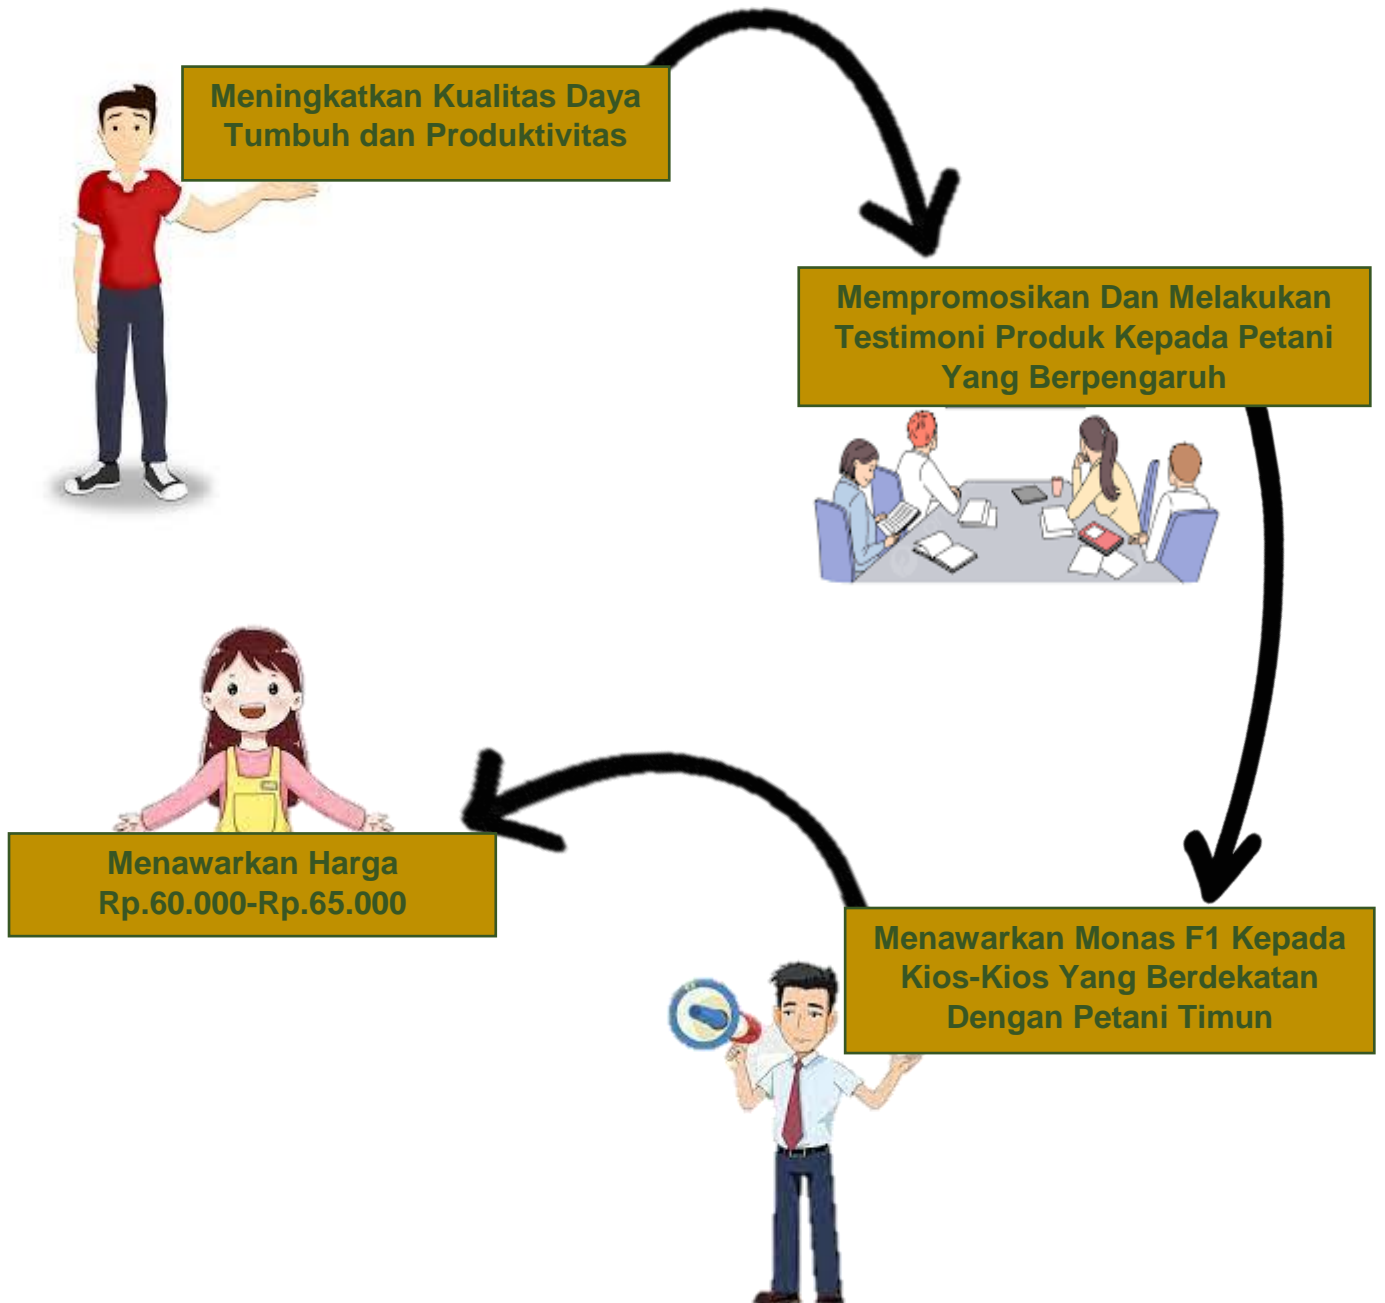 Meningkatkan Kualitas Daya
Tumbuh dan Produktivitas
Mempromosikan Dan Melakukan
Testimoni Produk Kepada Petani
Yang Berpengaruh
Menawarkan Monas F1 Kepada
Kios-Kios Yang Berdekatan
Dengan Petani Timun
Menawarkan Harga
Rp.60.000-Rp.65.000